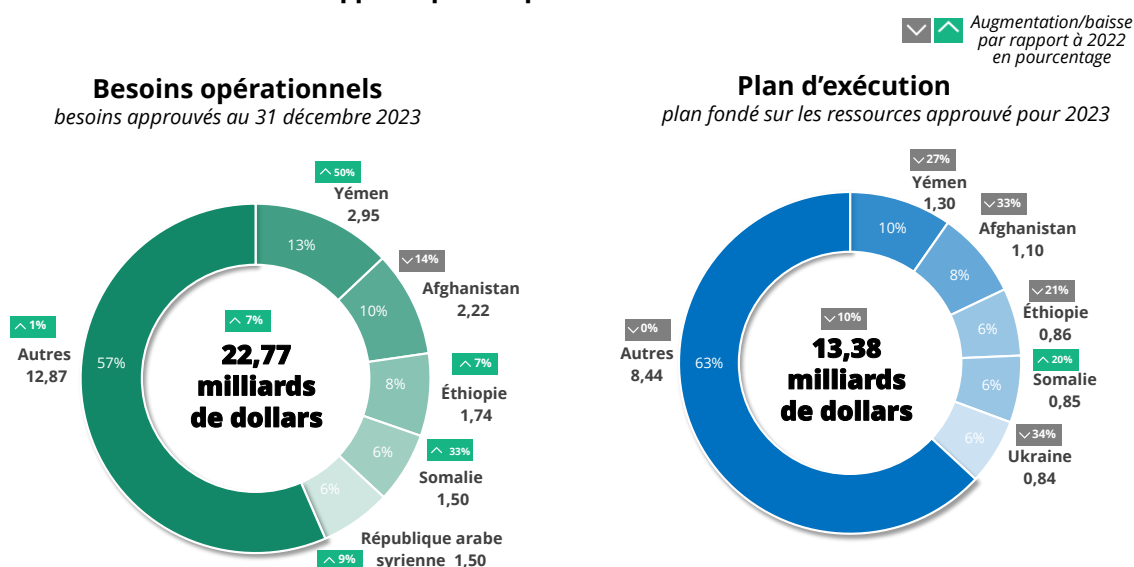 Augmentation/baisse
par rapport à 2022
en pourcentage
Besoins opérationnels
besoins approuvés au 31 décembre 2023
50%
Yémen
2,95
13%
14%
Afghanistan
2,22
10%
7%
Éthiopie
1,74
8%
33%
Somalie
1,50
6%
République arabe
syrienne 1,50
9%
6%
1%
Autres
12,87
57%
7%
22,77
milliards
de dollars
Plan d'exécution
plan fondé sur les ressources approuvé pour 2023
27%
Yémen
1,30
10%
33%
Afghanistan
1,10
8%
21%
Éthiopie
0,86
6%
20%
Somalie
0,85
6%
34%
Ukraine
0,84
6%
0%
Autres
8,44
63%
10%
13,38
milliards
de dollars